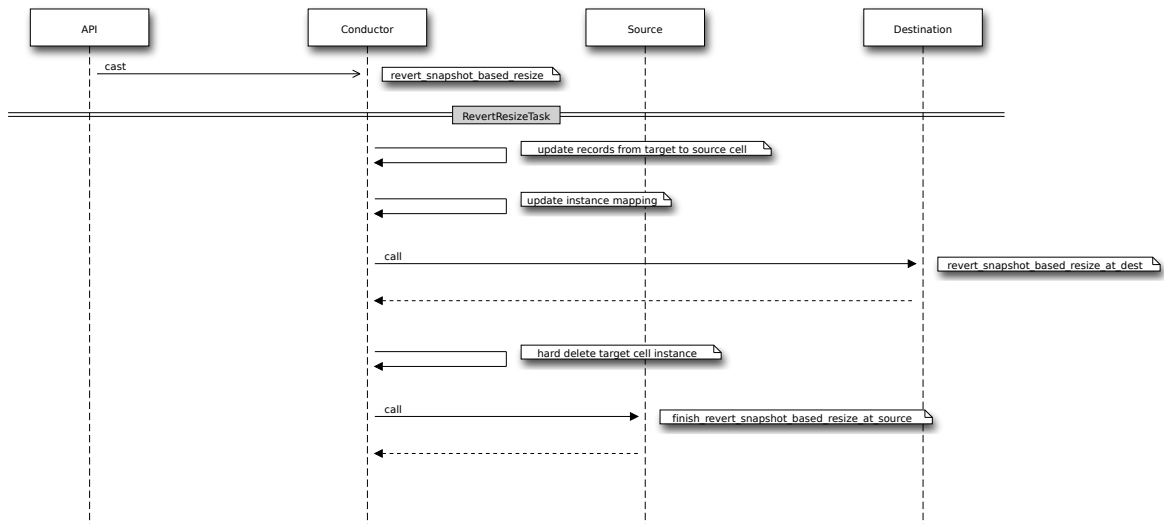 API
Conductor
Source
Destination
cast
revert_snapshot_based_resize
RevertResizeTask
update records from target to source cell
update instance mapping
call
revert_snapshot_based_resize_at_dest
hard delete target cell instance
call
finish_revert_snapshot_based_resize_at_source